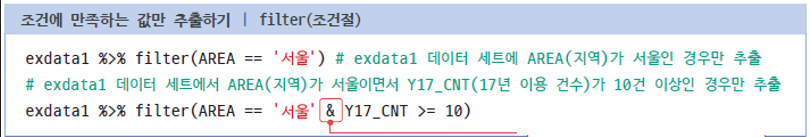 조건에 만족하는 값만 추출하기 | filter(조건절)
exdata1 %>% filter(AREA == '서울') # exdata1 데이터 세트에 AREA(지역)가 서울인 경우만 추출
# exdata1 데이터 세트에서 AREA(지역)가 서울이면서 Y17_CNT(17년 이용 건수)가 10건 이상인 경우만 추출
exdata1 %>% filter(AREA == '서울' & Y17_CNT >= 10)